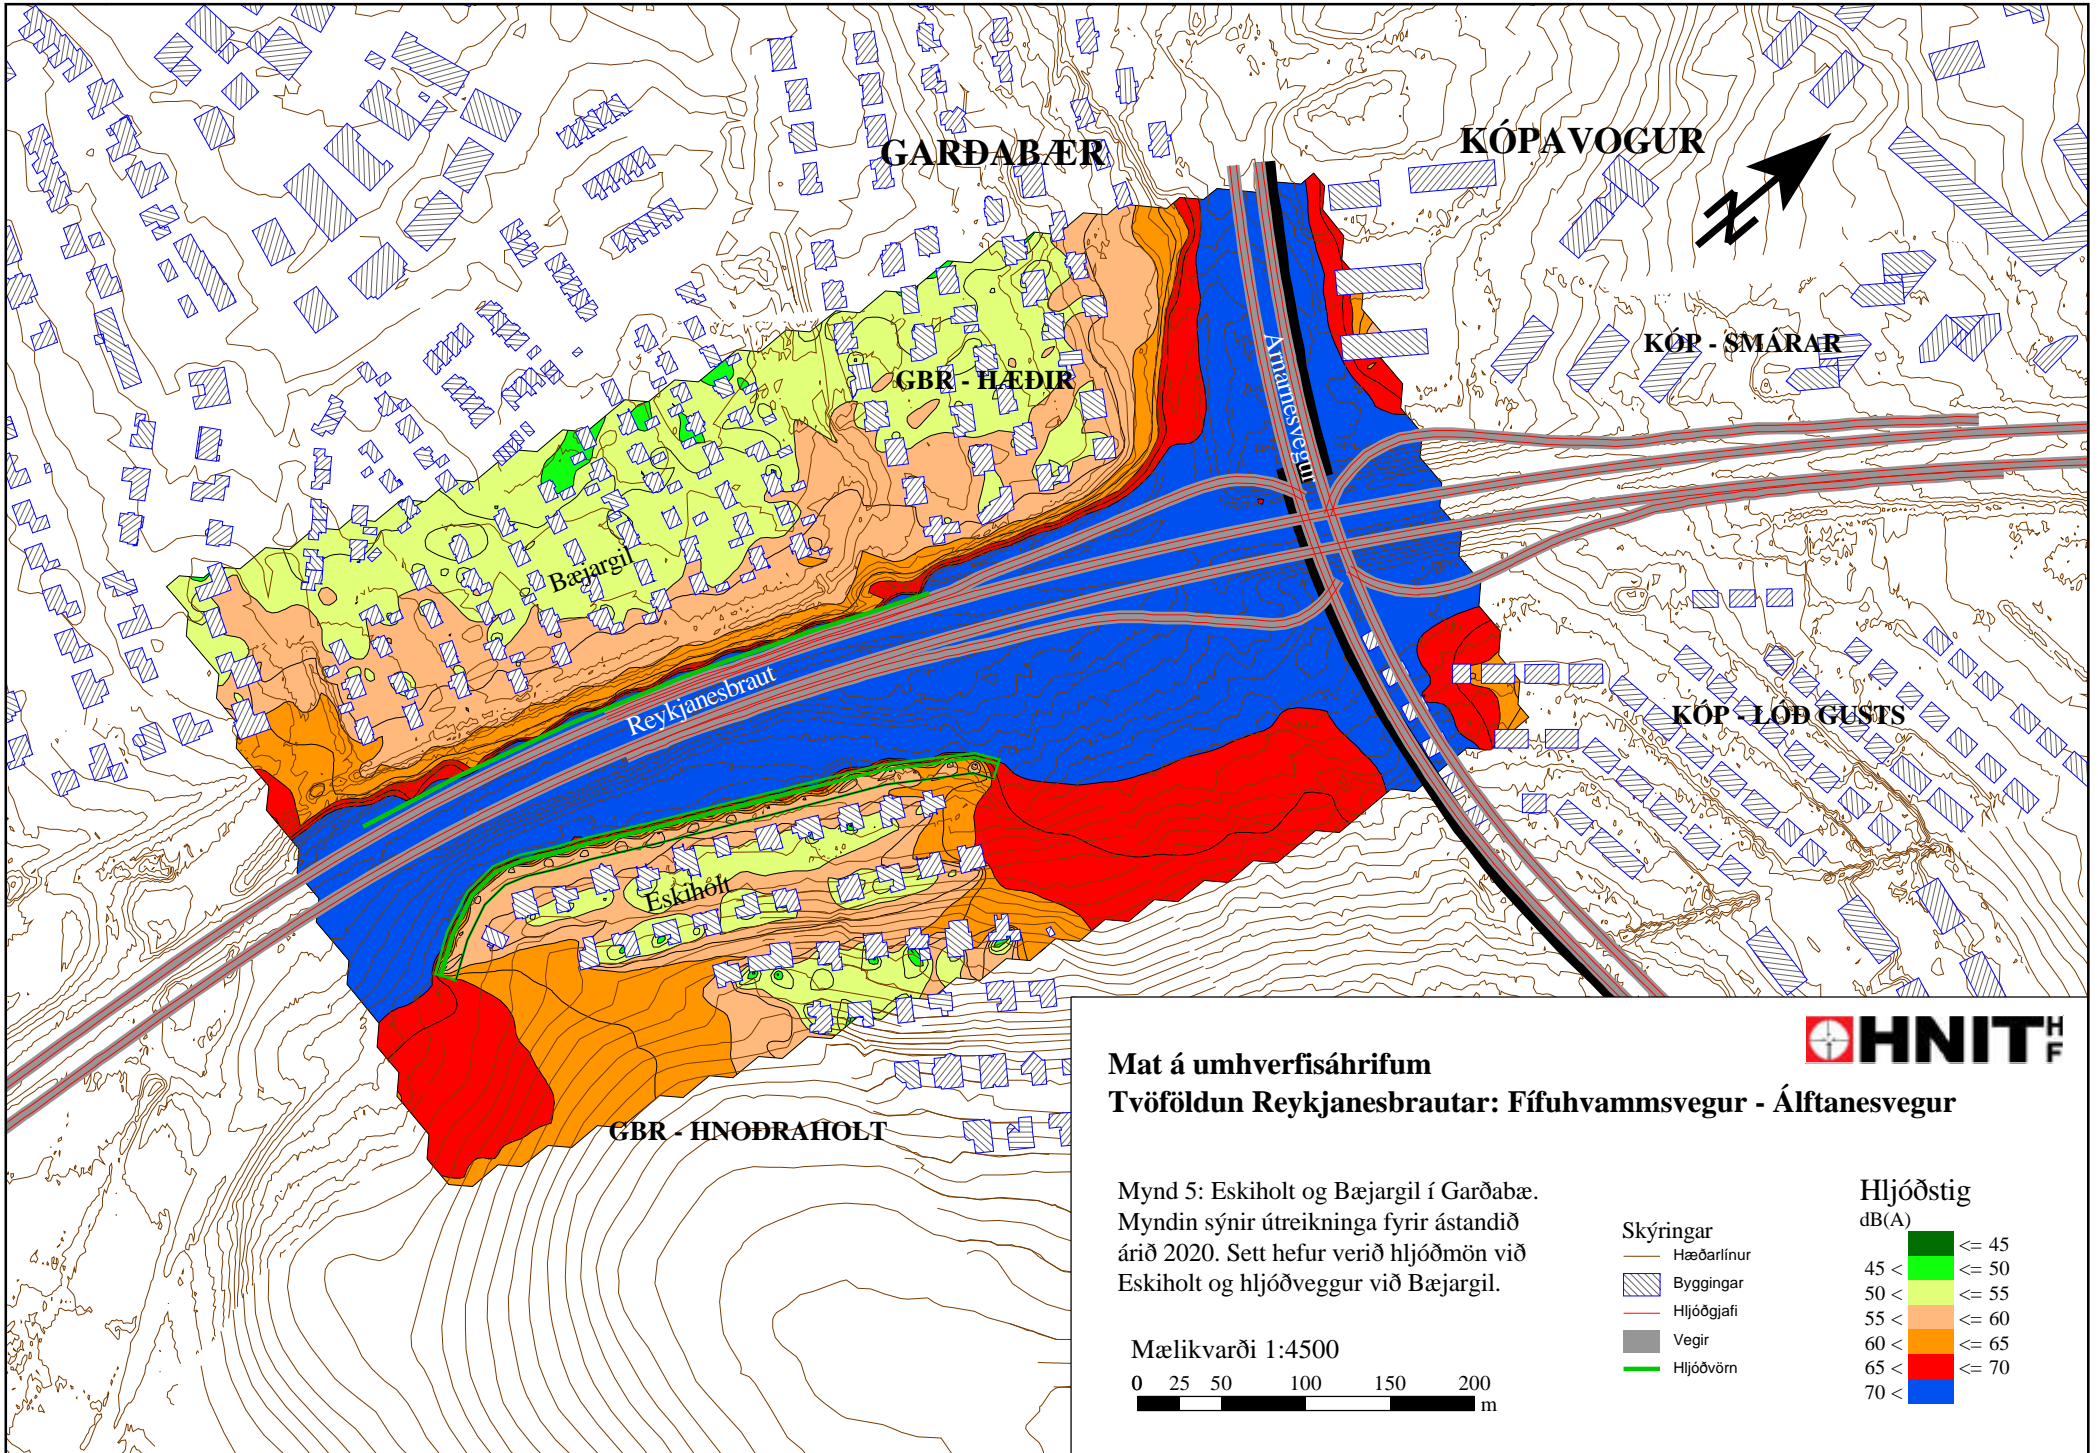 GARÐABÆR
KÓPAVOGUR
N
KÓP - SMÁRAR
GBR - HÆÐIR
Arnarnesvegur
Bæjargil
Reykjanesbraut
KÓP - LÓÐ GUSTS
Eskiholt
GBR - HNOÐRAHOLT
HNIT HF
Mat á umhverfisáhrifum
Tvöföldun Reykjanesbrautar: Fífuhvammsvegur - Álftanesvegur
Mynd 5: Eskiholt og Bæjargil í Garðabæ.
Myndin sýnir útreikninga fyrir ástandið
árið 2020. Sett hefur verið hljóðmön við
Eskiholt og hljóðveggur við Bæjargil.
Mælikvarði 1:4500
0 25 50 100 150 200
m
Skýringar
Hæðarlínur
Byggingar
Hljóðgjafi
Vegir
Hljóðvörn
Hljóðstig
dB(A)
<= 45
45 < <= 50
50 < <= 55
55 < <= 60
60 < <= 65
65 < <= 70
70 <